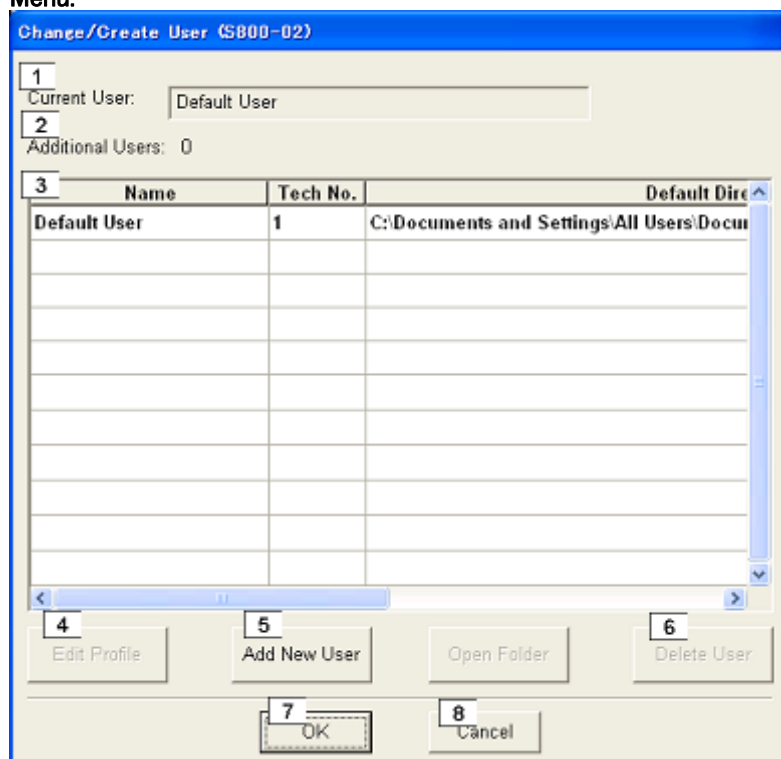 Menu.
Change/Create User (S800-02)
1
Current User: Default User
2
Additional Users: 0
3 Name Tech No. Default Dire
Default User 1 C:\Documents and Settings\All Users\Docum
4 5 6
Edit Profile Add New User Open Folder Delete User
7 8
OK Cancel